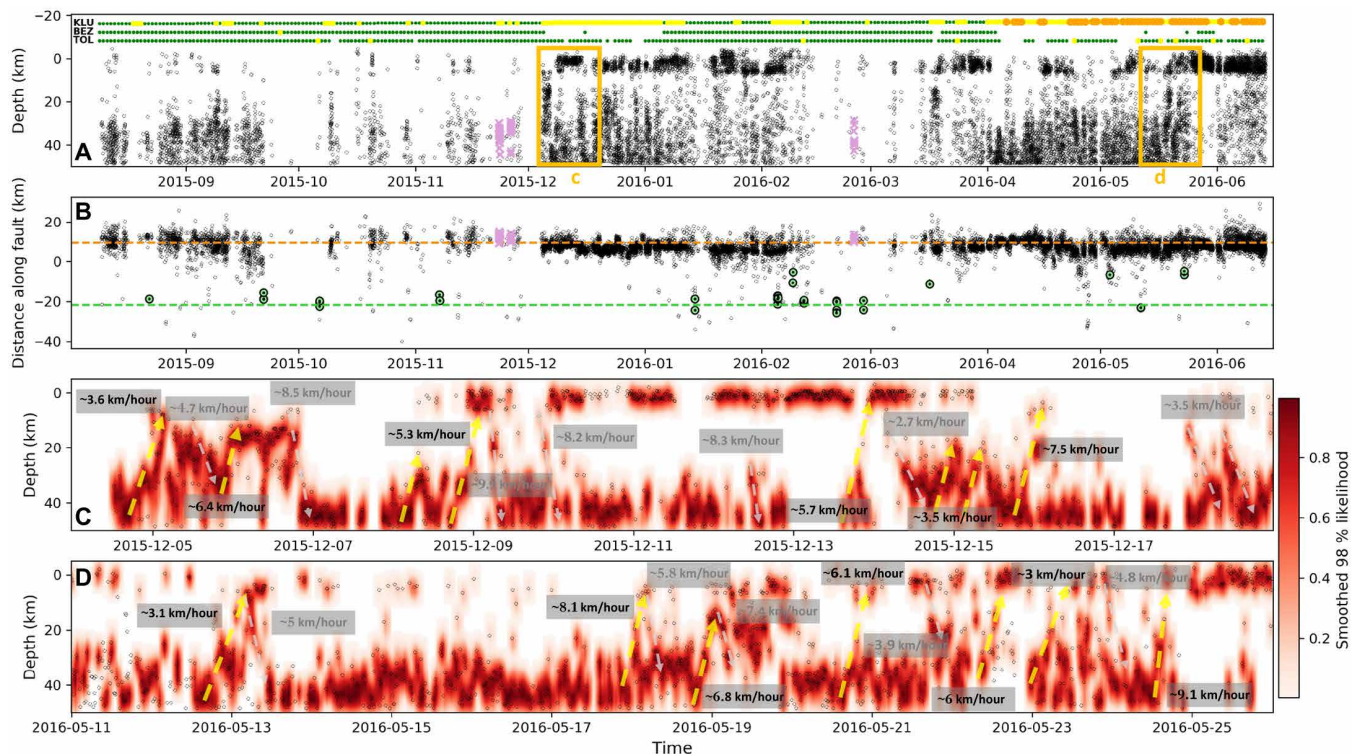 −20
KLU
BEZ
TOL
0
20
40
Depth (km)
A
c
d
2015-09
2015-10
2015-11
2015-12
2016-01
2016-02
2016-03
2016-04
2016-05
2016-06
B
20
0
−20
−40
Distance along fault (km)
2015-09
2015-10
2015-11
2015-12
2016-01
2016-02
2016-03
2016-04
2016-05
2016-06
0
20
40
Depth (km)
C
~3.6 km/hour
~4.7 km/hour
~8.5 km/hour
~6.4 km/hour
~5.3 km/hour
~8.2 km/hour
~8.3 km/hour
~5.7 km/hour
~2.7 km/hour
~3.5 km/hour
~7.5 km/hour
~3.5 km/hour
2015-12-05
2015-12-07
2015-12-09
2015-12-11
2015-12-13
2015-12-15
2015-12-17
D
0
20
40
Depth (km)
~3.1 km/hour
~5 km/hour
~8.1 km/hour
~5.8 km/hour
~7.4 km/hour
~6.8 km/hour
~6.1 km/hour
~3.9 km/hour
~6 km/hour
~3 km/hour
~4.8 km/hour
~9.1 km/hour
2016-05-11
2016-05-13
2016-05-15
2016-05-17
2016-05-19
2016-05-21
2016-05-23
2016-05-25
Time
0.8
0.6
0.4
0.2
Smoothed 98 % likelihood